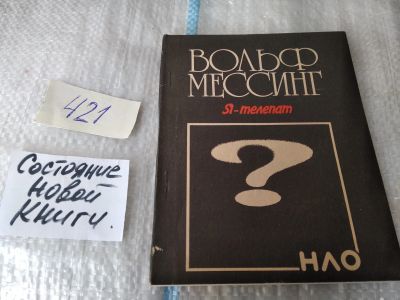 ВОЛЬФ
МЕССИНГ
Я-телепат
?
НЛО
421
Состояние
новой
книги.